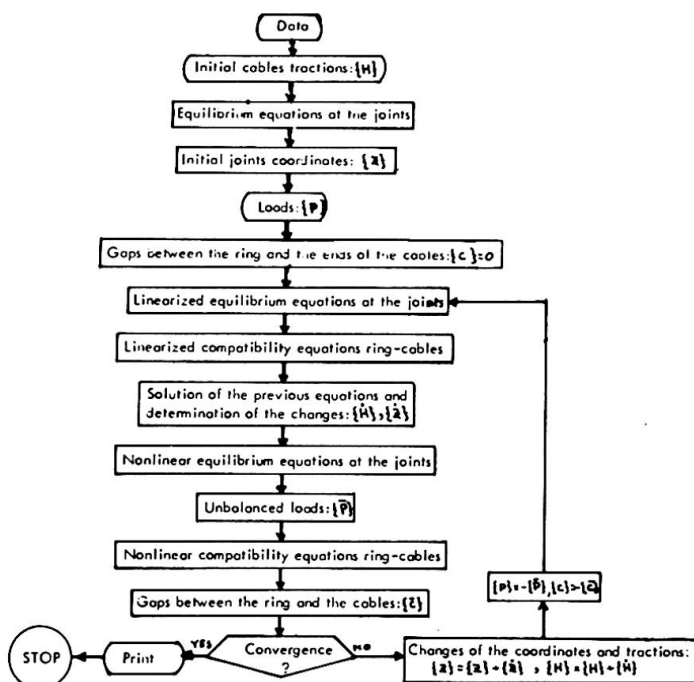 Data
Initial cables tractions: {H}
Equilibrium equations at the joints
Initial joints coordinates: {z}
Loads: {P}
Gaps between the ring and the ends of the cables: {C}=0
Linearized equilibrium equations at the joints
Linearized compatibility equations ring-cables
Solution of the previous equations and
determination of the changes: {Ḣ}, {ż}
Nonlinear equilibrium equations at the joints
Unbalanced loads: {P̄}
Nonlinear compatibility equations ring-cables
Gaps between the ring and the cables: {c̄}
{P}=-{P̄}, {C}=-{C̄}
STOP
Print
YES
Convergence
?
NO
Changes of the coordinates and tractions:
{z}={z}+{ż} , {H}={H}+{Ḣ}